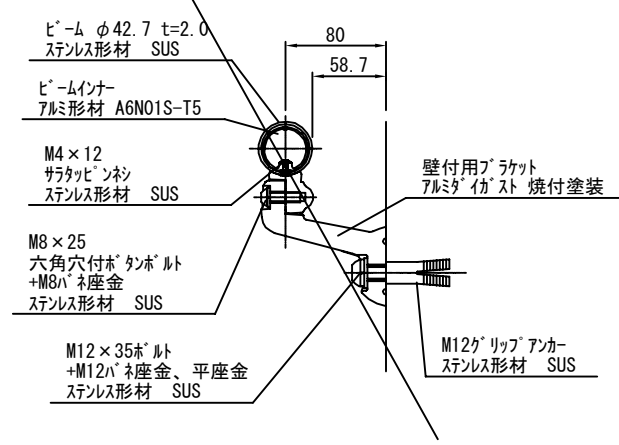 ﾋﾞｰﾑ φ42.7 t=2.0
ｽﾃﾝﾚｽ形材 SUS
ﾋﾞｰﾑｲﾝﾅｰ
ｱﾙﾐ形材 A6N01S-T5
M4×12
ｻﾗﾀｯﾋﾟﾝﾈｼ
ｽﾃﾝﾚｽ形材 SUS
M8×25
六角穴付ﾎﾞﾀﾝﾎﾞﾙﾄ
+M8ﾊﾞﾈ座金
ｽﾃﾝﾚｽ形材 SUS
M12×35ﾎﾞﾙﾄ
+M12ﾊﾞﾈ座金、平座金
ｽﾃﾝﾚｽ形材 SUS
80
58.7
壁付用ﾌﾞﾗｹｯﾄ
ｱﾙﾐﾀﾞｲｶﾞｽﾄ 焼付塗装
M12ｸﾞﾘｯﾌﾟｱﾝｶｰ
ｽﾃﾝﾚｽ形材 SUS